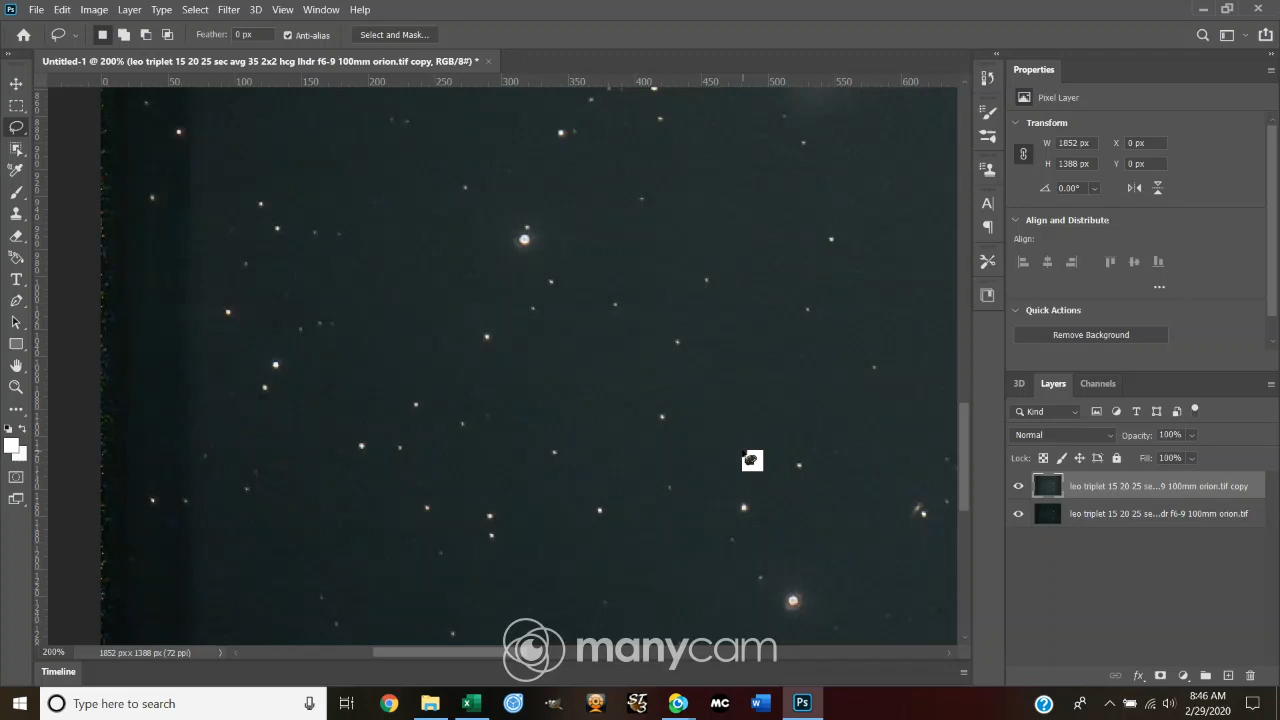 Ps File Edit Image Layer Type Select Filter 3D View Window Help
Feather: 0 px Anti-alias Select and Mask...
Untitled-1 @ 200% (leo triplet 15 20 25 sec avg 35 2x2 hcg lhdr f6-9 100mm orion.tif copy, RGB/8#) *
0 50 100 150 200 250 300 350 400 450 500 550 600
Properties
Pixel Layer
Transform
W 1852 px X 0 px
H 1388 px Y 0 px
0.00°
Align and Distribute
Align:
Quick Actions
Remove Background
3D Layers Channels
Kind
Normal Opacity: 100%
Lock: Fill: 100%
leo triplet 15 20 25 se...9 100mm orion.tif copy
leo triplet 15 20 25 se...dr f6-9 100mm orion.tif
manycam
200% 1852 px x 1388 px (72 ppi)
Timeline
Type here to search
MC
Ps
8:46 AM
2/29/2020